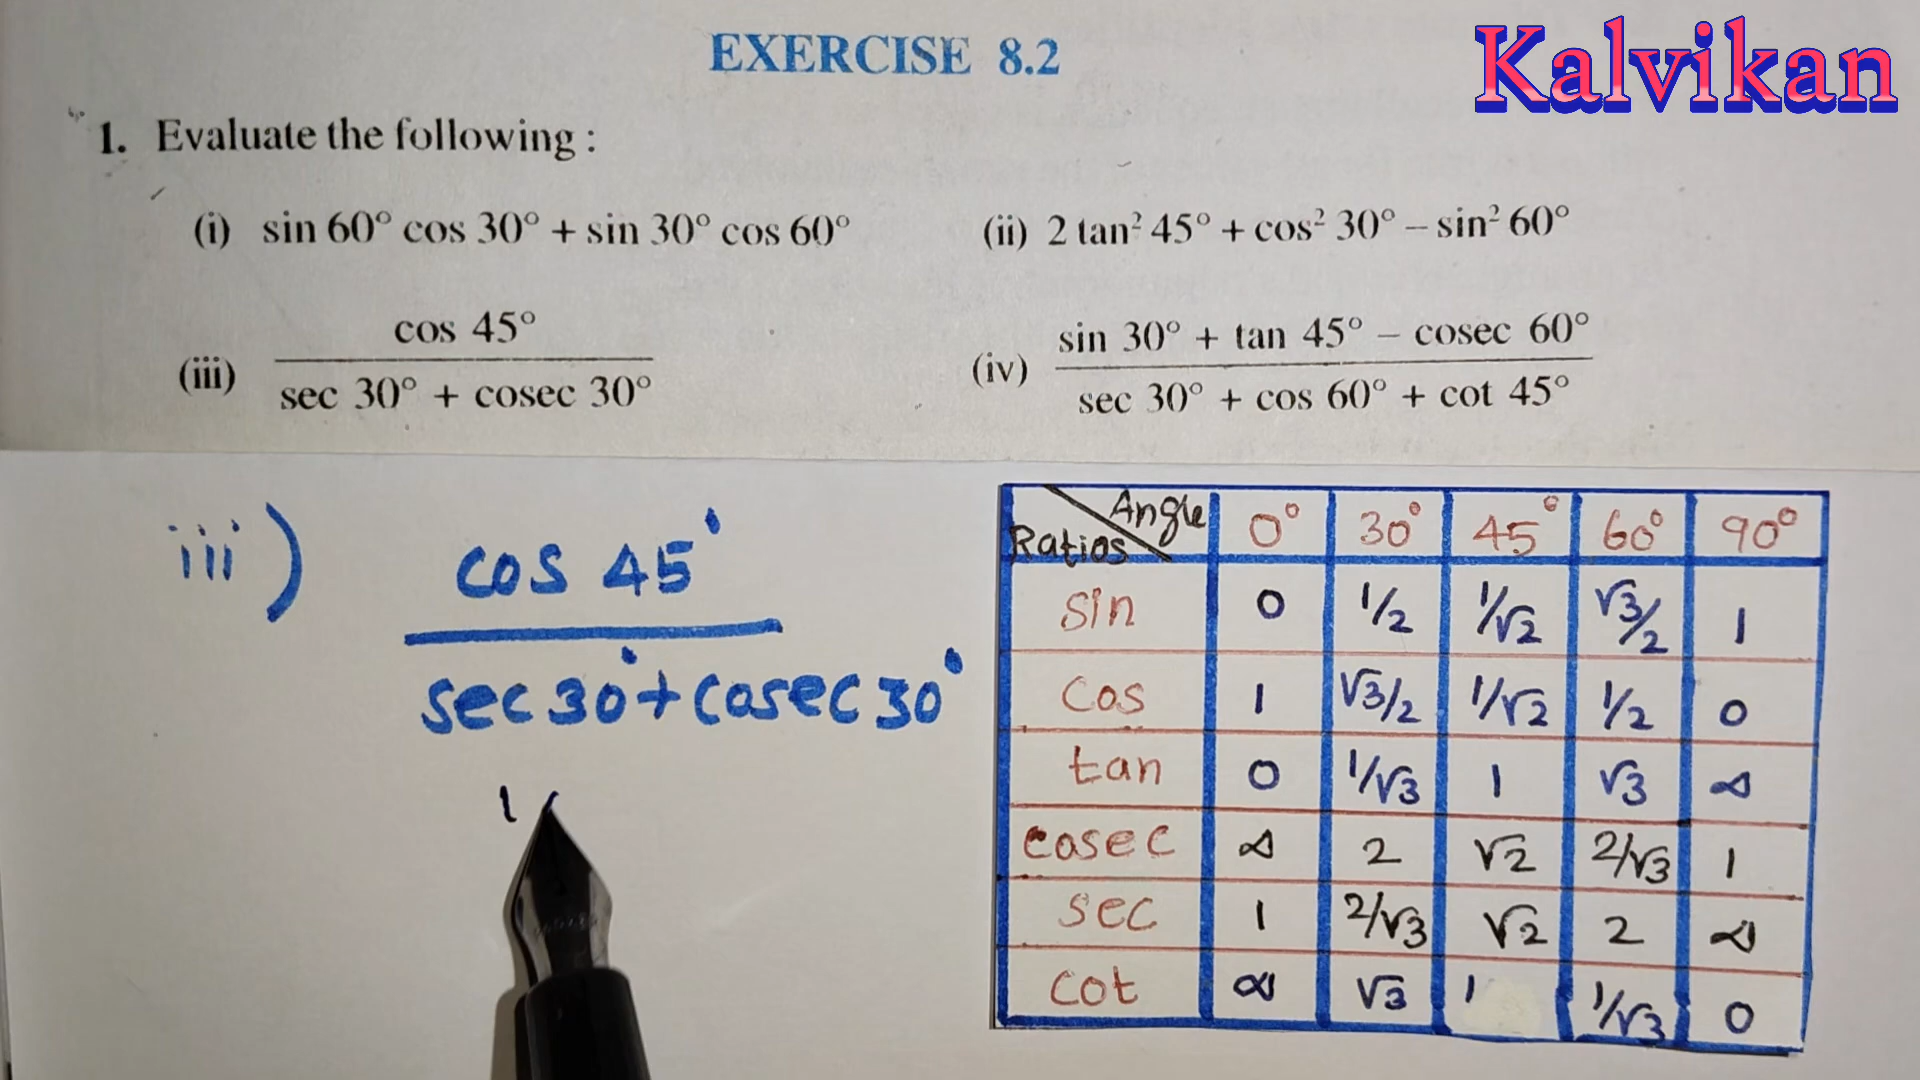 EXERCISE 8.2
Kalvikan
1. Evaluate the following :
(i) sin 60° cos 30° + sin 30° cos 60°
(ii) 2 tan² 45° + cos² 30° – sin² 60°
(iii) cos 45°
sec 30° + cosec 30°
(iv) sin 30° + tan 45° – cosec 60°
sec 30° + cos 60° + cot 45°
iii) cos 45°
sec 30° + cosec 30°
1
Angle Ratios 0° 30° 45° 60° 90°
sin 0 1/2 1/√2 √3/2 1
cos 1 √3/2 1/√2 1/2 0
tan 0 1/√3 1 √3 ∞
cosec ∞ 2 √2 2/√3 1
sec 1 2/√3 √2 2 ∞
cot ∞ √3 1 1/√3 0